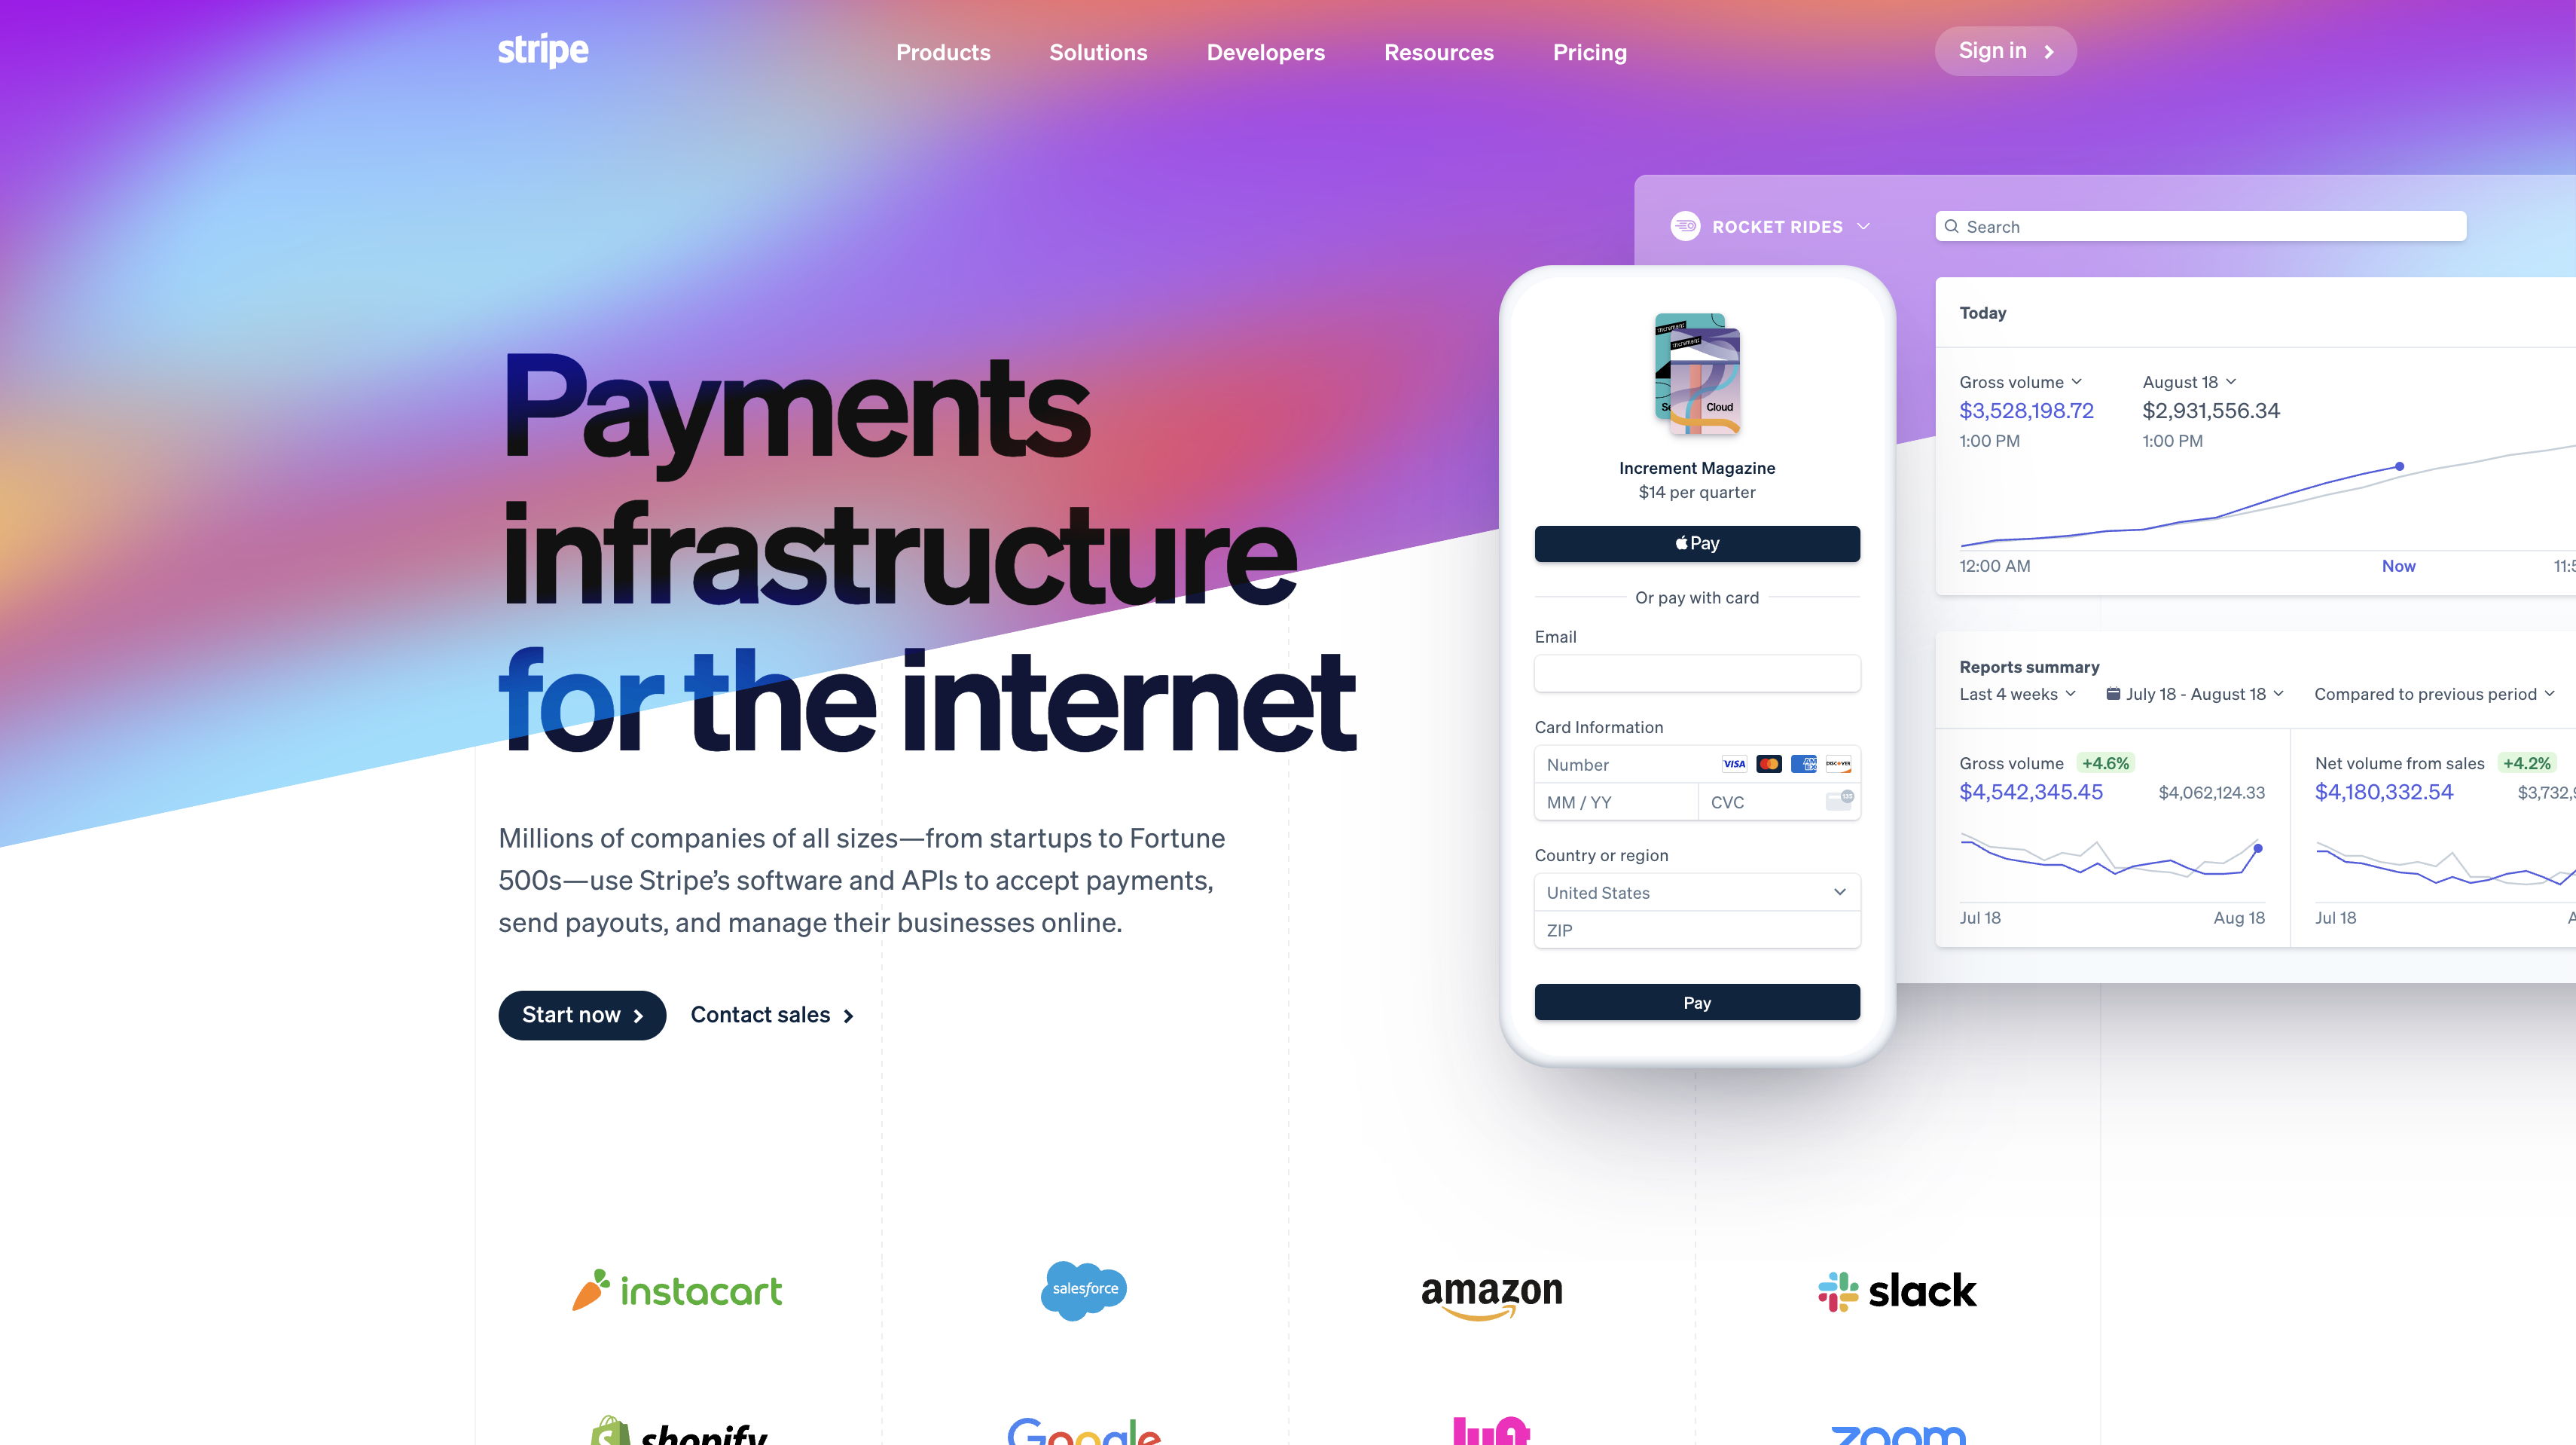 stripe
Products
Solutions
Developers
Resources
Pricing
Sign in
Payments
infrastructure
for the internet
Millions of companies of all sizes—from startups to Fortune
500s—use Stripe’s software and APIs to accept payments,
send payouts, and manage their businesses online.
Start now
Contact sales
increment
increment
Cloud
Increment Magazine
$14 per quarter
Pay
Or pay with card
Email
Card Information
Number
VISA
AMEX
DISCOVER
MM / YY
CVC
135
Country or region
United States
ZIP
Pay
ROCKET RIDES
Search
Today
Gross volume
August 18
$3,528,198.72
$2,931,556.34
1:00 PM
1:00 PM
12:00 AM
Now
Reports summary
Last 4 weeks
July 18 - August 18
Compared to previous period
Gross volume +4.6%
$4,542,345.45
$4,062,124.33
Jul 18
Aug 18
Net volume from sales +4.2%
$4,180,332.54
Jul 18
instacart
salesforce
amazon
slack
shopify
Google
lyft
zoom